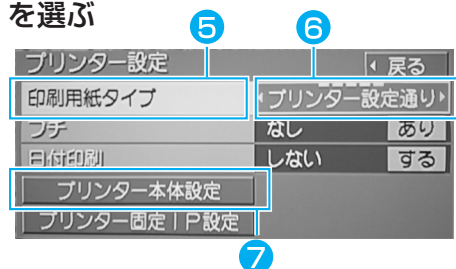 を選ぶ
5 6
プリンター設定 戻る
印刷用紙タイプ プリンター設定通り
フチ なし あり
日付印刷 しない する
プリンター本体設定
プリンター固定IP設定
7